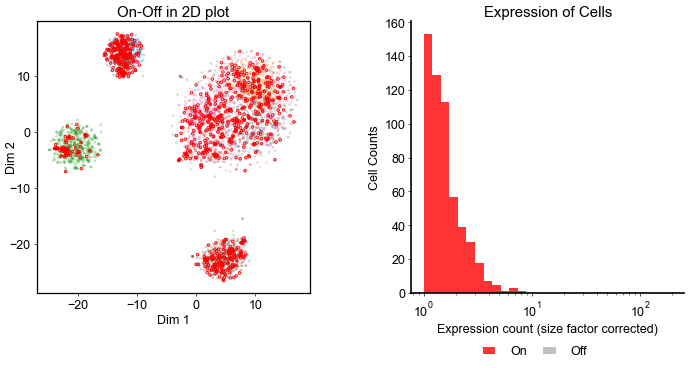 On-Off in 2D plot
10
0
−10
−20
Dim 2
−20
−10
0
10
Dim 1
Expression of Cells
160
140
120
100
80
60
40
20
0
Cell Counts
10^0
10^1
10^2
Expression count (size factor corrected)
On
Off